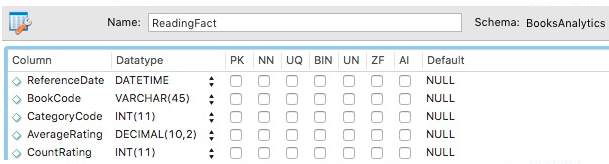 Name: ReadingFact Schema: BooksAnalytics
Column Datatype PK NN UQ BIN UN ZF AI Default
ReferenceDate DATETIME NULL
BookCode VARCHAR(45) NULL
CategoryCode INT(11) NULL
AverageRating DECIMAL(10,2) NULL
CountRating INT(11) NULL